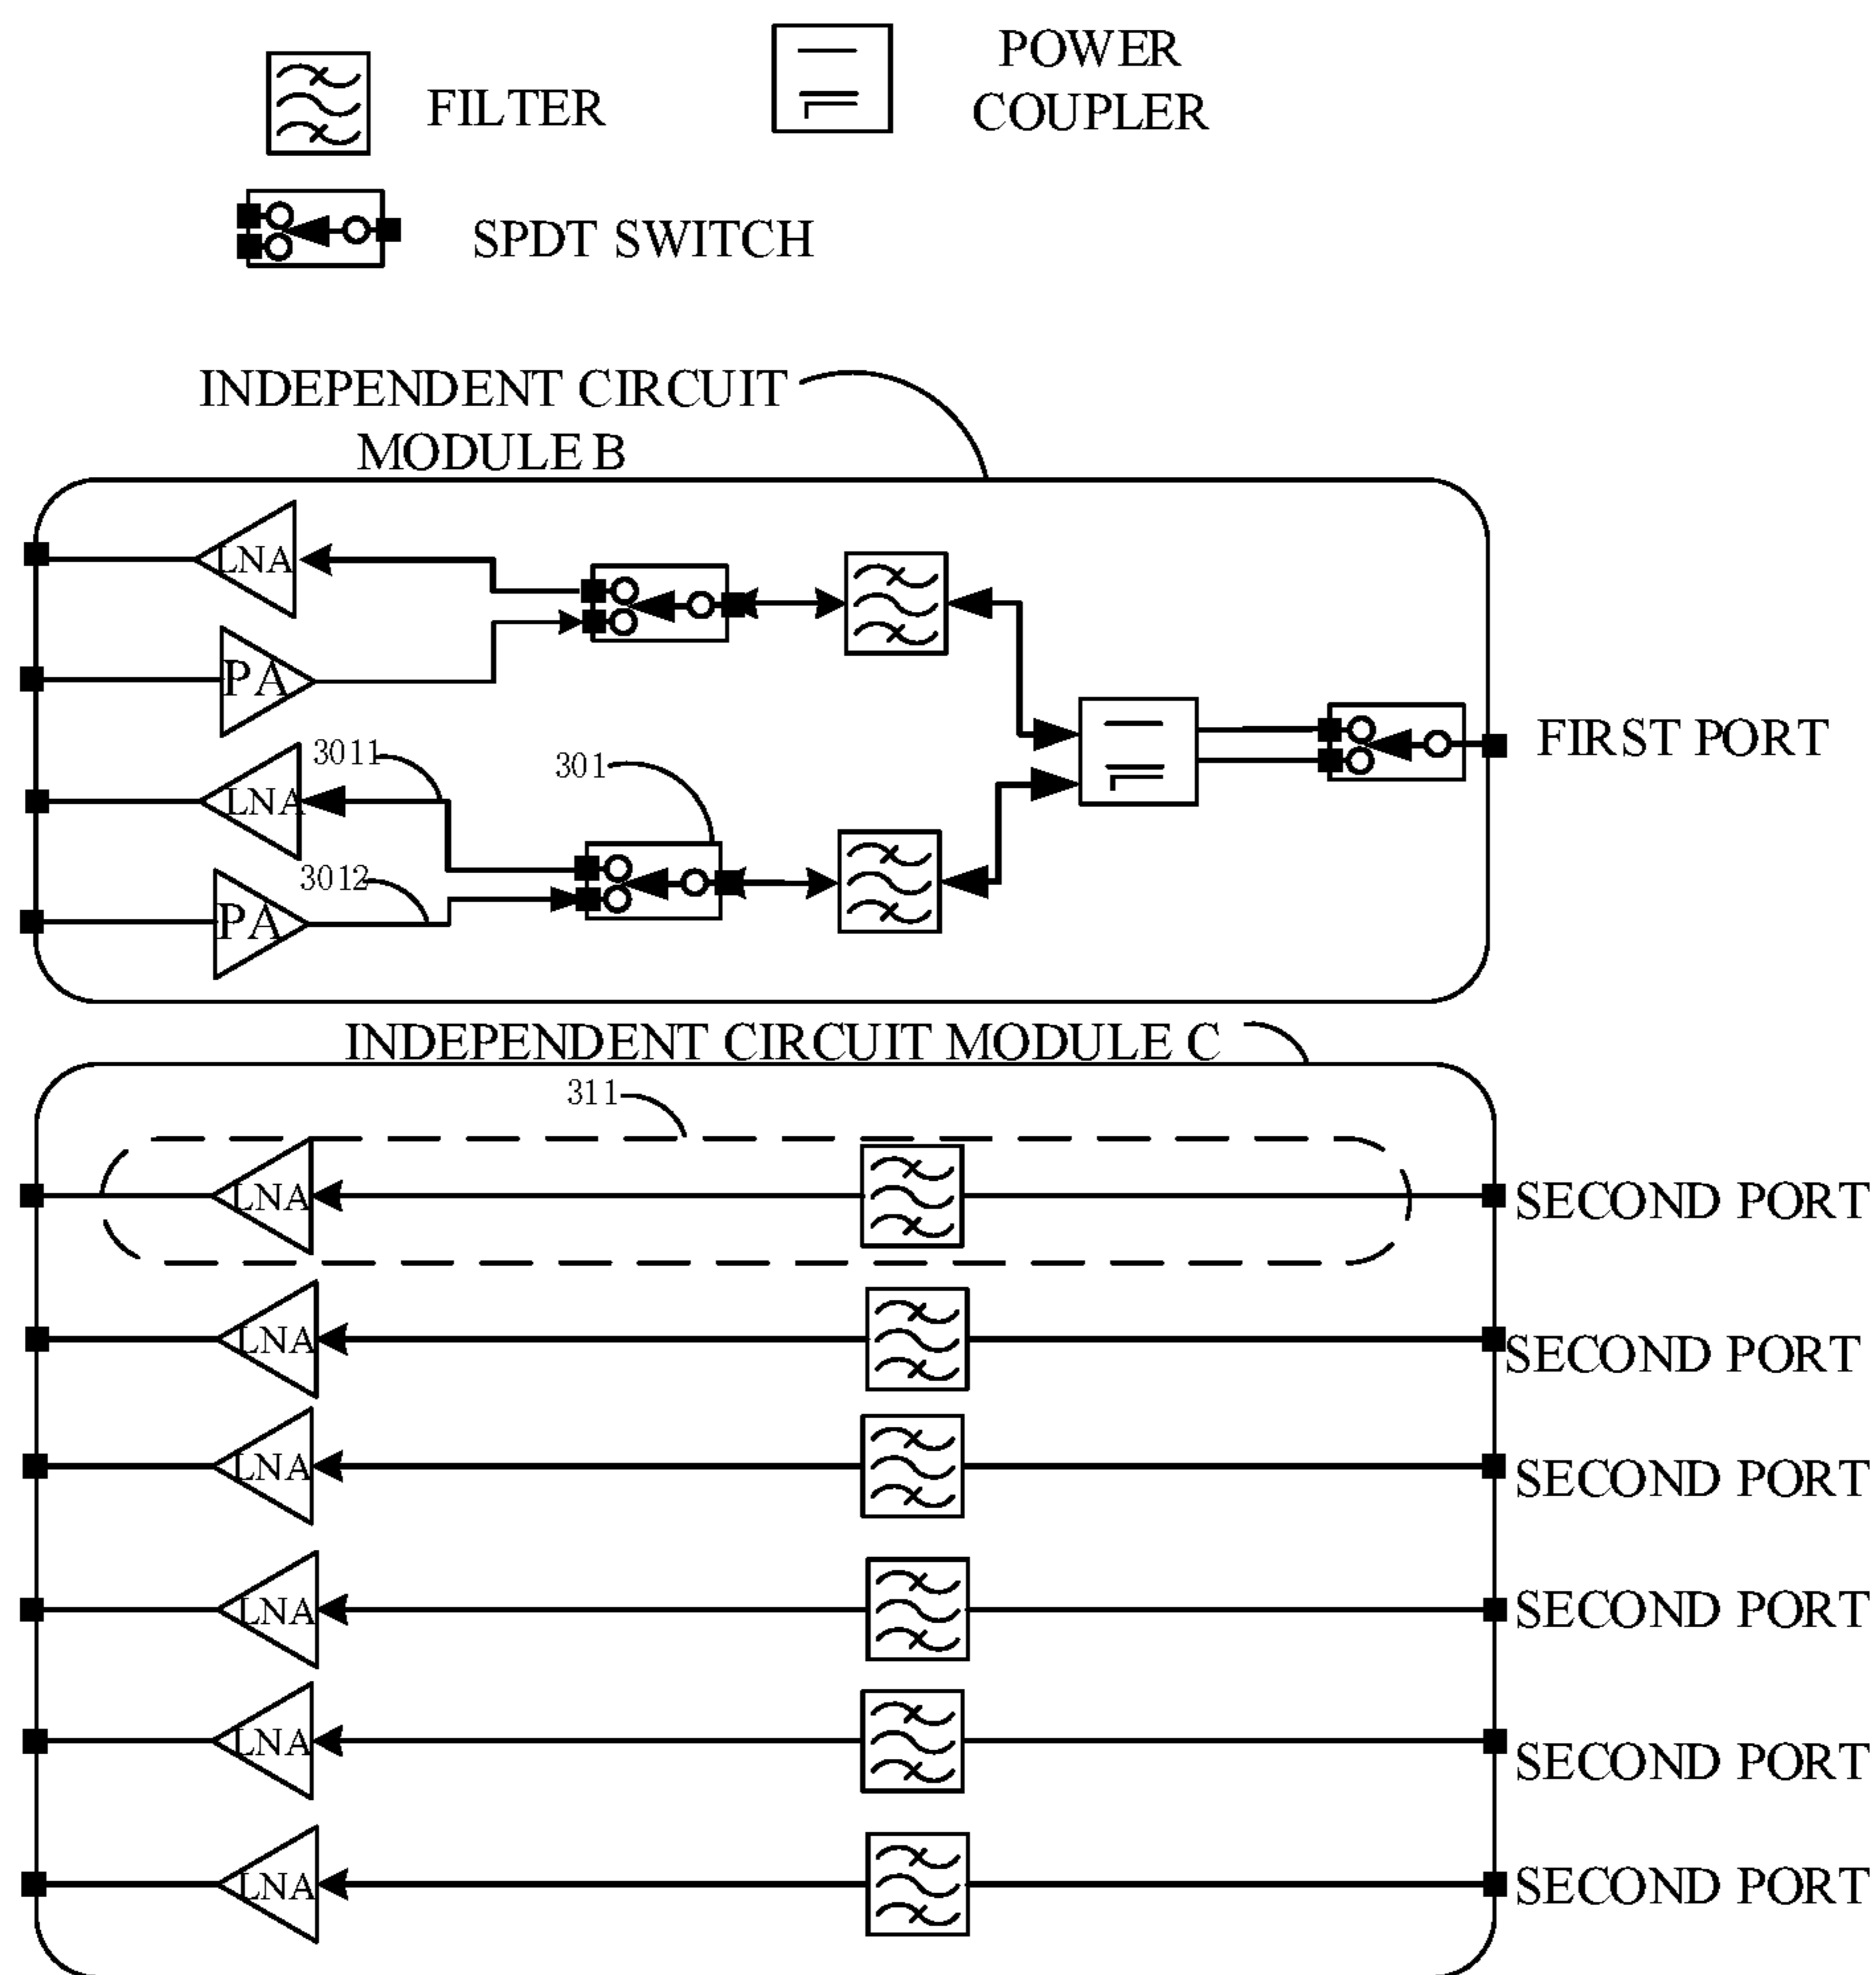 POWER
COUPLER
FILTER
SPDT SWITCH
INDEPENDENT CIRCUIT
MODULE B
LNA
PA
FIRST PORT
3011
301
LNA
3012
PA
INDEPENDENT CIRCUIT MODULE C
311
LNA
SECOND PORT
LNA
SECOND PORT
LNA
SECOND PORT
LNA
SECOND PORT
LNA
SECOND PORT
LNA
SECOND PORT